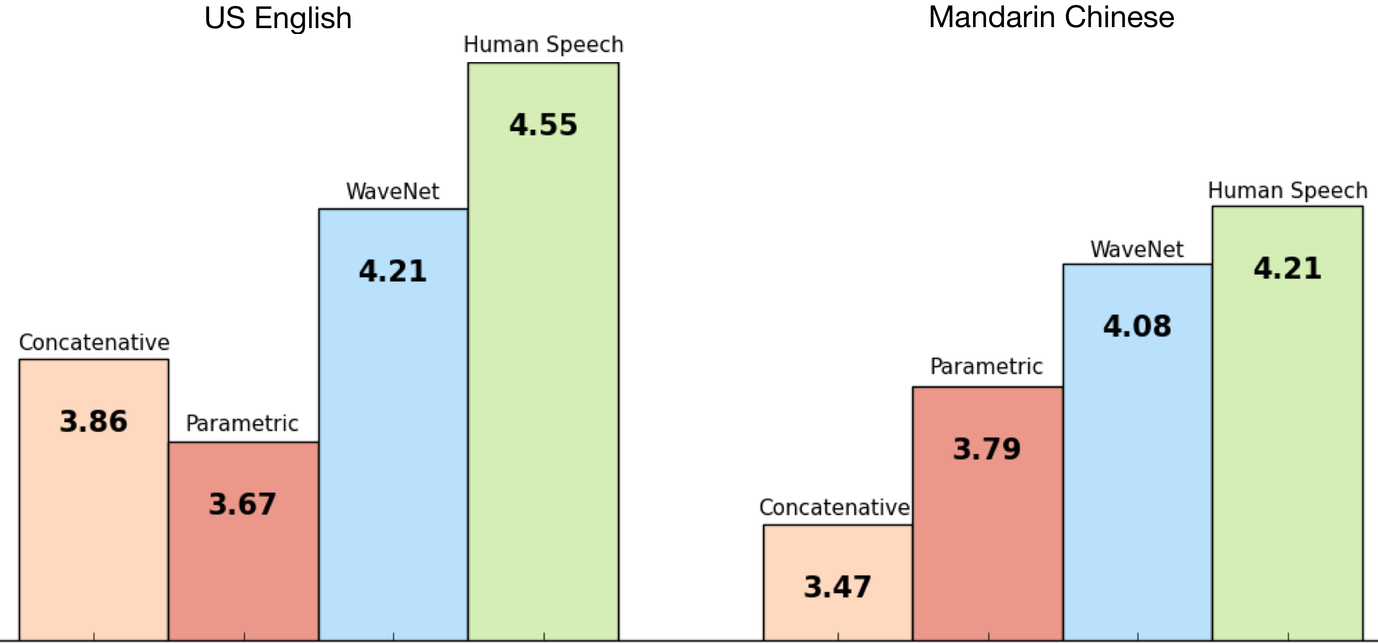 US English
Human Speech
4.55
WaveNet
4.21
Concatenative
3.86
Parametric
3.67
Mandarin Chinese
Human Speech
4.21
WaveNet
4.08
Parametric
3.79
Concatenative
3.47